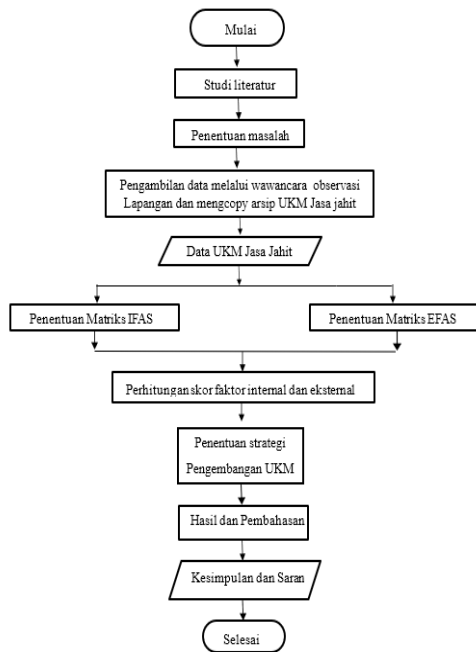 Mulai
Studi literatur
Penentuan masalah
Pengambilan data melalui wawancara observasi
Lapangan dan mengcopy arsip UKM Jasa jahit
Data UKM Jasa Jahit
Penentuan Matriks IFAS
Penentuan Matriks EFAS
Perhitungan skor faktor internal dan eksternal
Penentuan strategi
Pengembangan UKM
Hasil dan Pembahasan
Kesimpulan dan Saran
Selesai